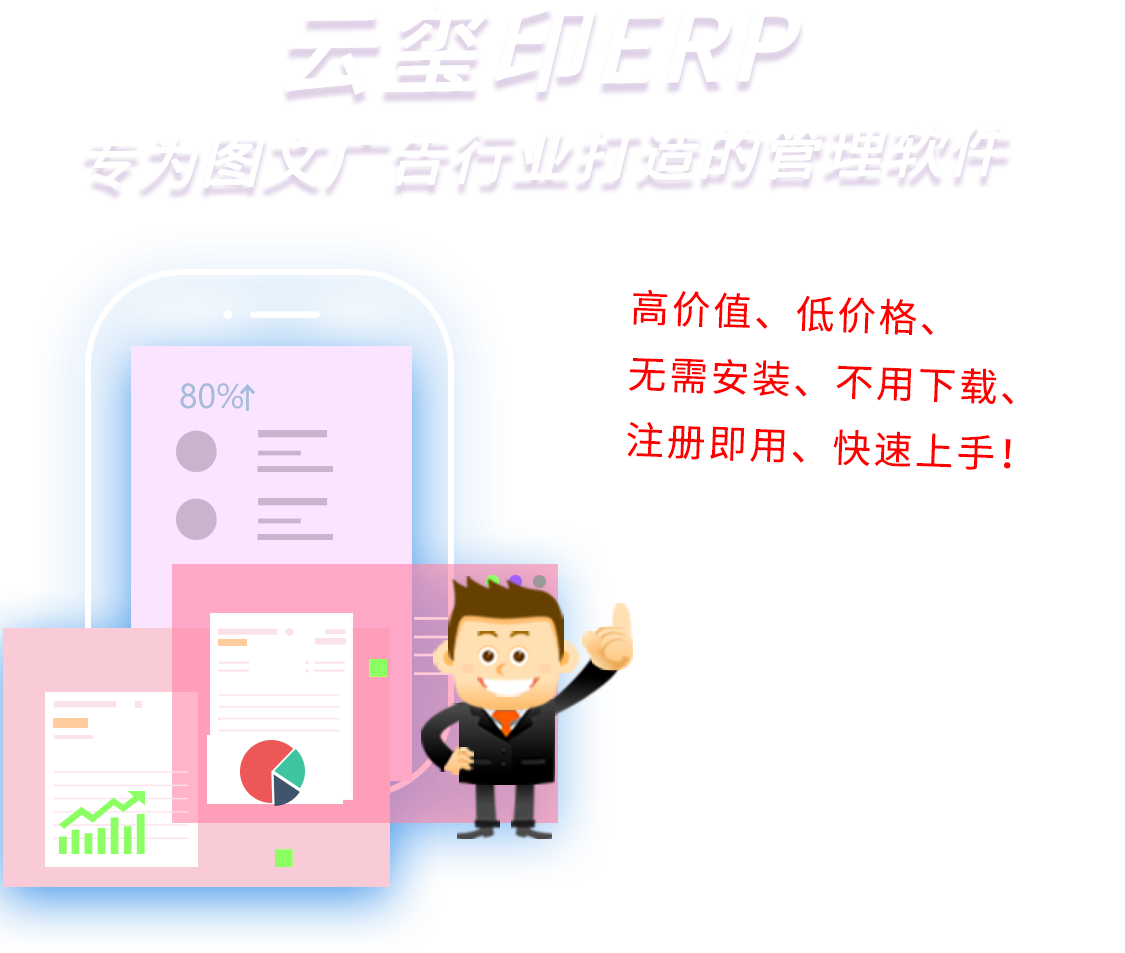 云玺印ERP
专为图文广告行业打造的管理软件
高价值、低价格、
无需安装、不用下载、
注册即用、快速上手！
80%↑